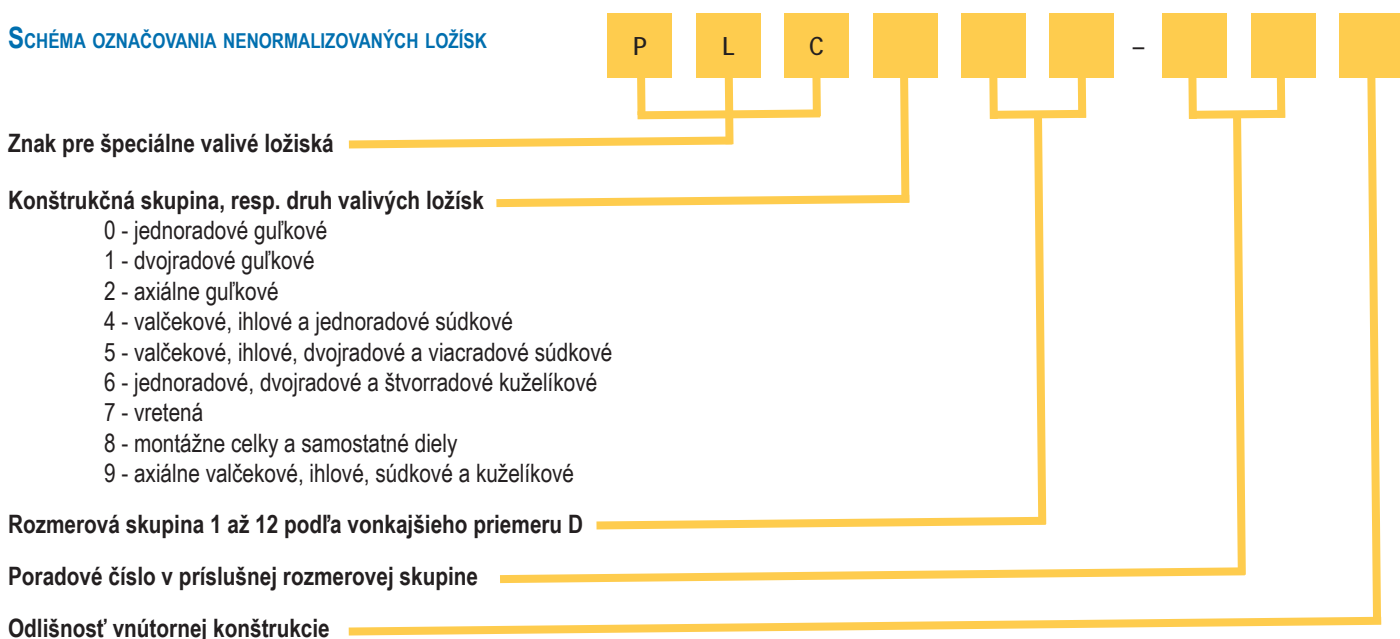 SCHÉMA OZNAČOVANIA NENORMALIZOVANÝCH LOŽÍSK
P L C –
Znak pre špeciálne valivé ložiská
Konštrukčná skupina, resp. druh valivých ložísk
0 - jednoradové guľkové
1 - dvojradové guľkové
2 - axiálne guľkové
4 - valčekové, ihlové a jednoradové súdkové
5 - valčekové, ihlové, dvojradové a viacradové súdkové
6 - jednoradové, dvojradové a štvorradové kuželíkové
7 - vretená
8 - montážne celky a samostatné diely
9 - axiálne valčekové, ihlové, súdkové a kuželíkové
Rozmerová skupina 1 až 12 podľa vonkajšieho priemeru D
Poradové číslo v príslušnej rozmerovej skupine
Odlišnosť vnútornej konštrukcie